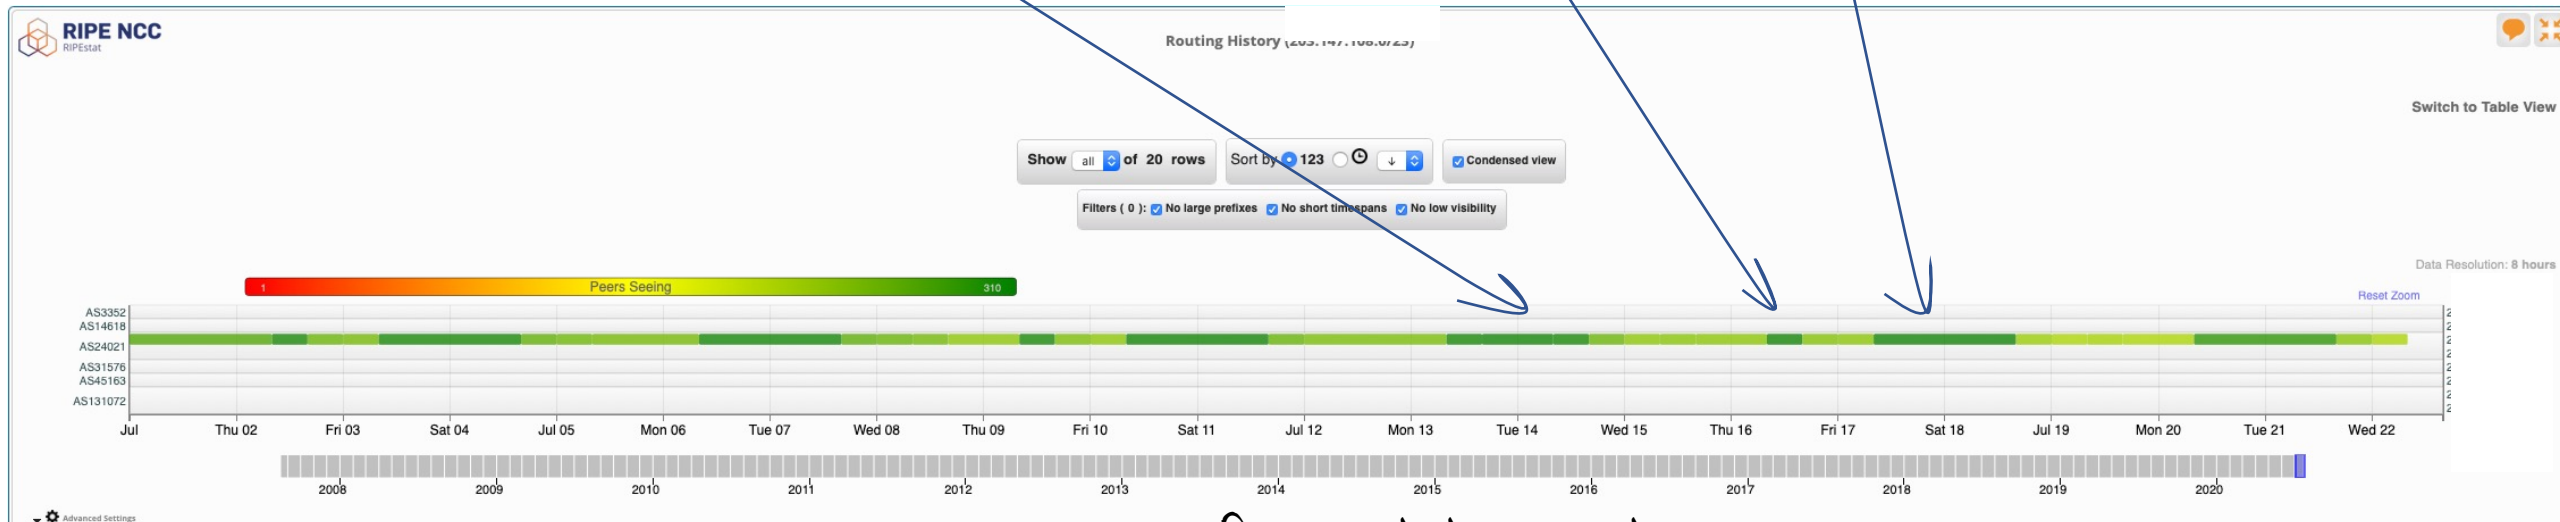 RIPE NCC
RIPEstat
Routing History (203.147.108.0/23)
Switch to Table View
Show all of 20 rows Sort by 123 ↓ Condensed view
Filters ( 0 ): No large prefixes No short timespans No low visibility
Data Resolution: 8 hours
1 Peers Seeing 310
Reset Zoom
AS3352
AS14618
AS24021
AS31576
AS45163
AS131072
Jul Thu 02 Fri 03 Sat 04 Jul 05 Mon 06 Tue 07 Wed 08 Thu 09 Fri 10 Sat 11 Jul 12 Mon 13 Tue 14 Wed 15 Thu 16 Fri 17 Sat 18 Jul 19 Mon 20 Tue 21 Wed 22
2008 2009 2010 2011 2012 2013 2014 2015 2016 2017 2018 2019 2020
Advanced Settings